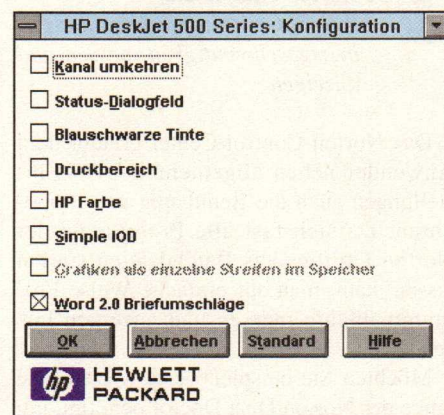 HP DeskJet 500 Series: Konfiguration
Kanal umkehren
Status-Dialogfeld
Blauschwarze Tinte
Druckbereich
HP Farbe
Simple IOD
Grafiken als einzelne Streifen im Speicher
Word 2.0 Briefumschläge
OK Abbrechen Standard Hilfe
hp HEWLETT
PACKARD